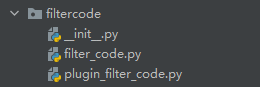 filtercode
__init__.py
filter_code.py
plugin_filter_code.py